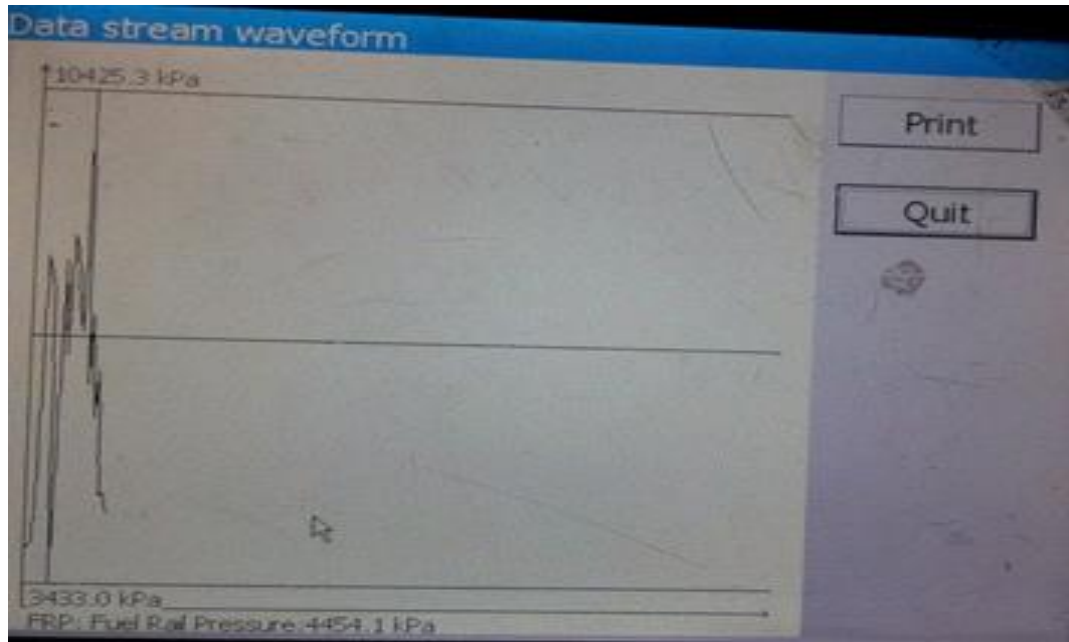 Data stream waveform
10425.3 kPa
Print
Quit
3433.0 kPa
FRP: Fuel Rail Pressure:4454.1 kPa